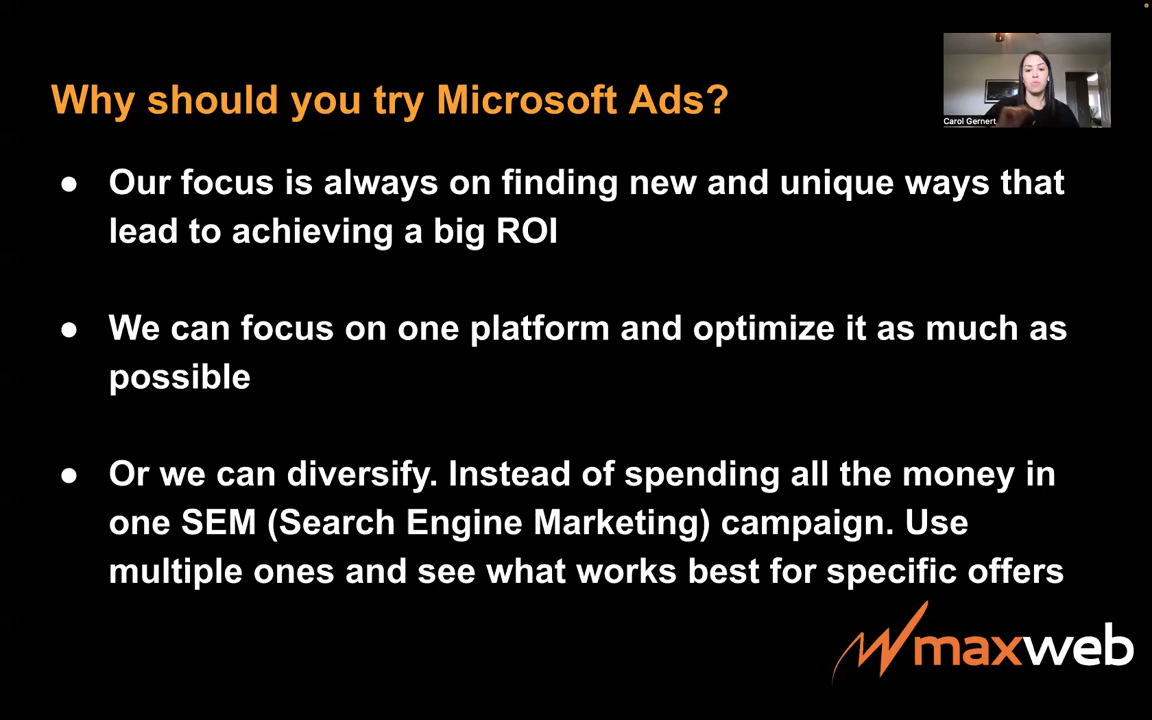 Why should you try Microsoft Ads?
Carol Gernert
● Our focus is always on finding new and unique ways that
lead to achieving a big ROI
● We can focus on one platform and optimize it as much as
possible
● Or we can diversify. Instead of spending all the money in
one SEM (Search Engine Marketing) campaign. Use
multiple ones and see what works best for specific offers
maxweb